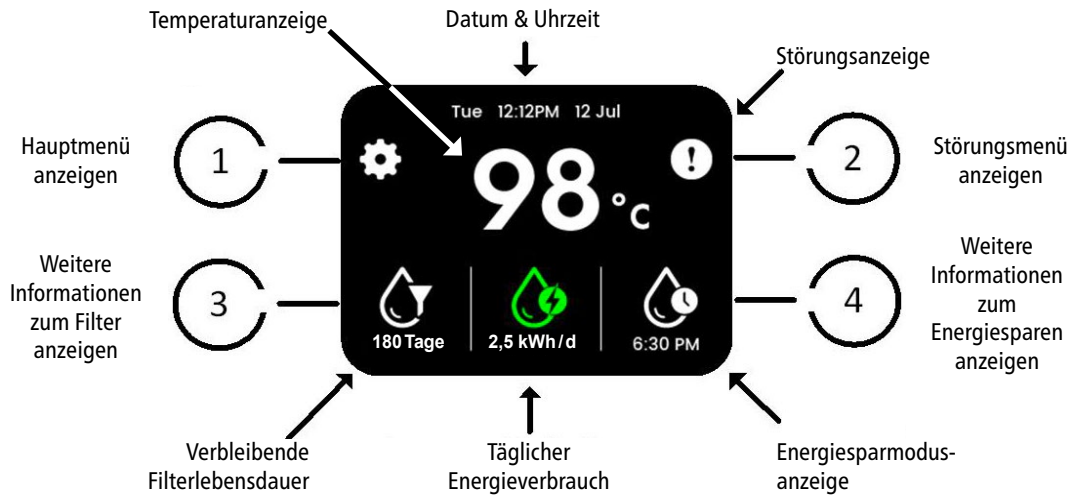 Temperaturanzeige
Datum & Uhrzeit
Störungsanzeige
Tue 12:12PM 12 Jul
Hauptmenü
anzeigen
1
98 °C
!
2
Störungsmenü
anzeigen
Weitere
Informationen
zum Filter
anzeigen
3
180 Tage
2,5 kWh/d
6:30 PM
4
Weitere
Informationen
zum
Energiesparen
anzeigen
Verbleibende
Filterlebensdauer
Täglicher
Energieverbrauch
Energiesparmodus-
anzeige